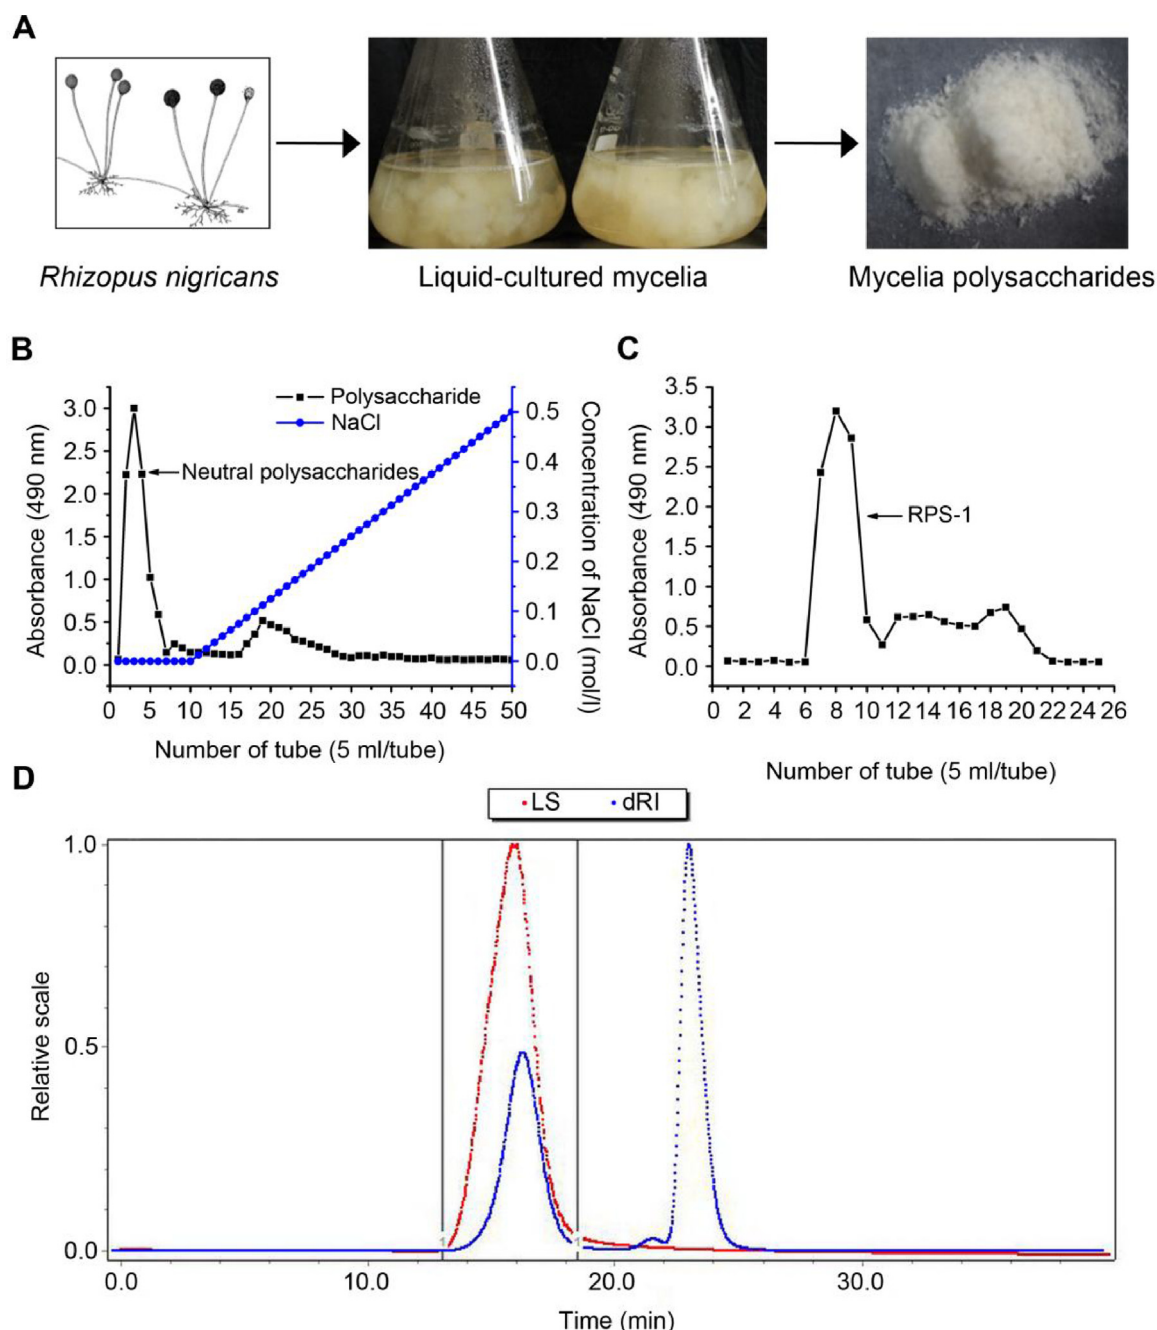 A
Rhizopus nigricans
Liquid-cultured mycelia
Mycelia polysaccharides
B
Polysaccharide
NaCl
Neutral polysaccharides
Absorbance (490 nm)
3.0
2.5
2.0
1.5
1.0
0.5
0.0
0 5 10 15 20 25 30 35 40 45 50
Number of tube (5 ml/tube)
0.5
0.4
0.3
0.2
0.1
0.0
Concentration of NaCl (mol/l)
C
Absorbance (490 nm)
3.5
3.0
2.5
2.0
1.5
1.0
0.5
0.0
RPS-1
0 2 4 6 8 10 12 14 16 18 20 22 24 26
Number of tube (5 ml/tube)
D
LS dRI
Relative scale
1.0
0.5
0.0
1 1
0.0 10.0 20.0 30.0
Time (min)